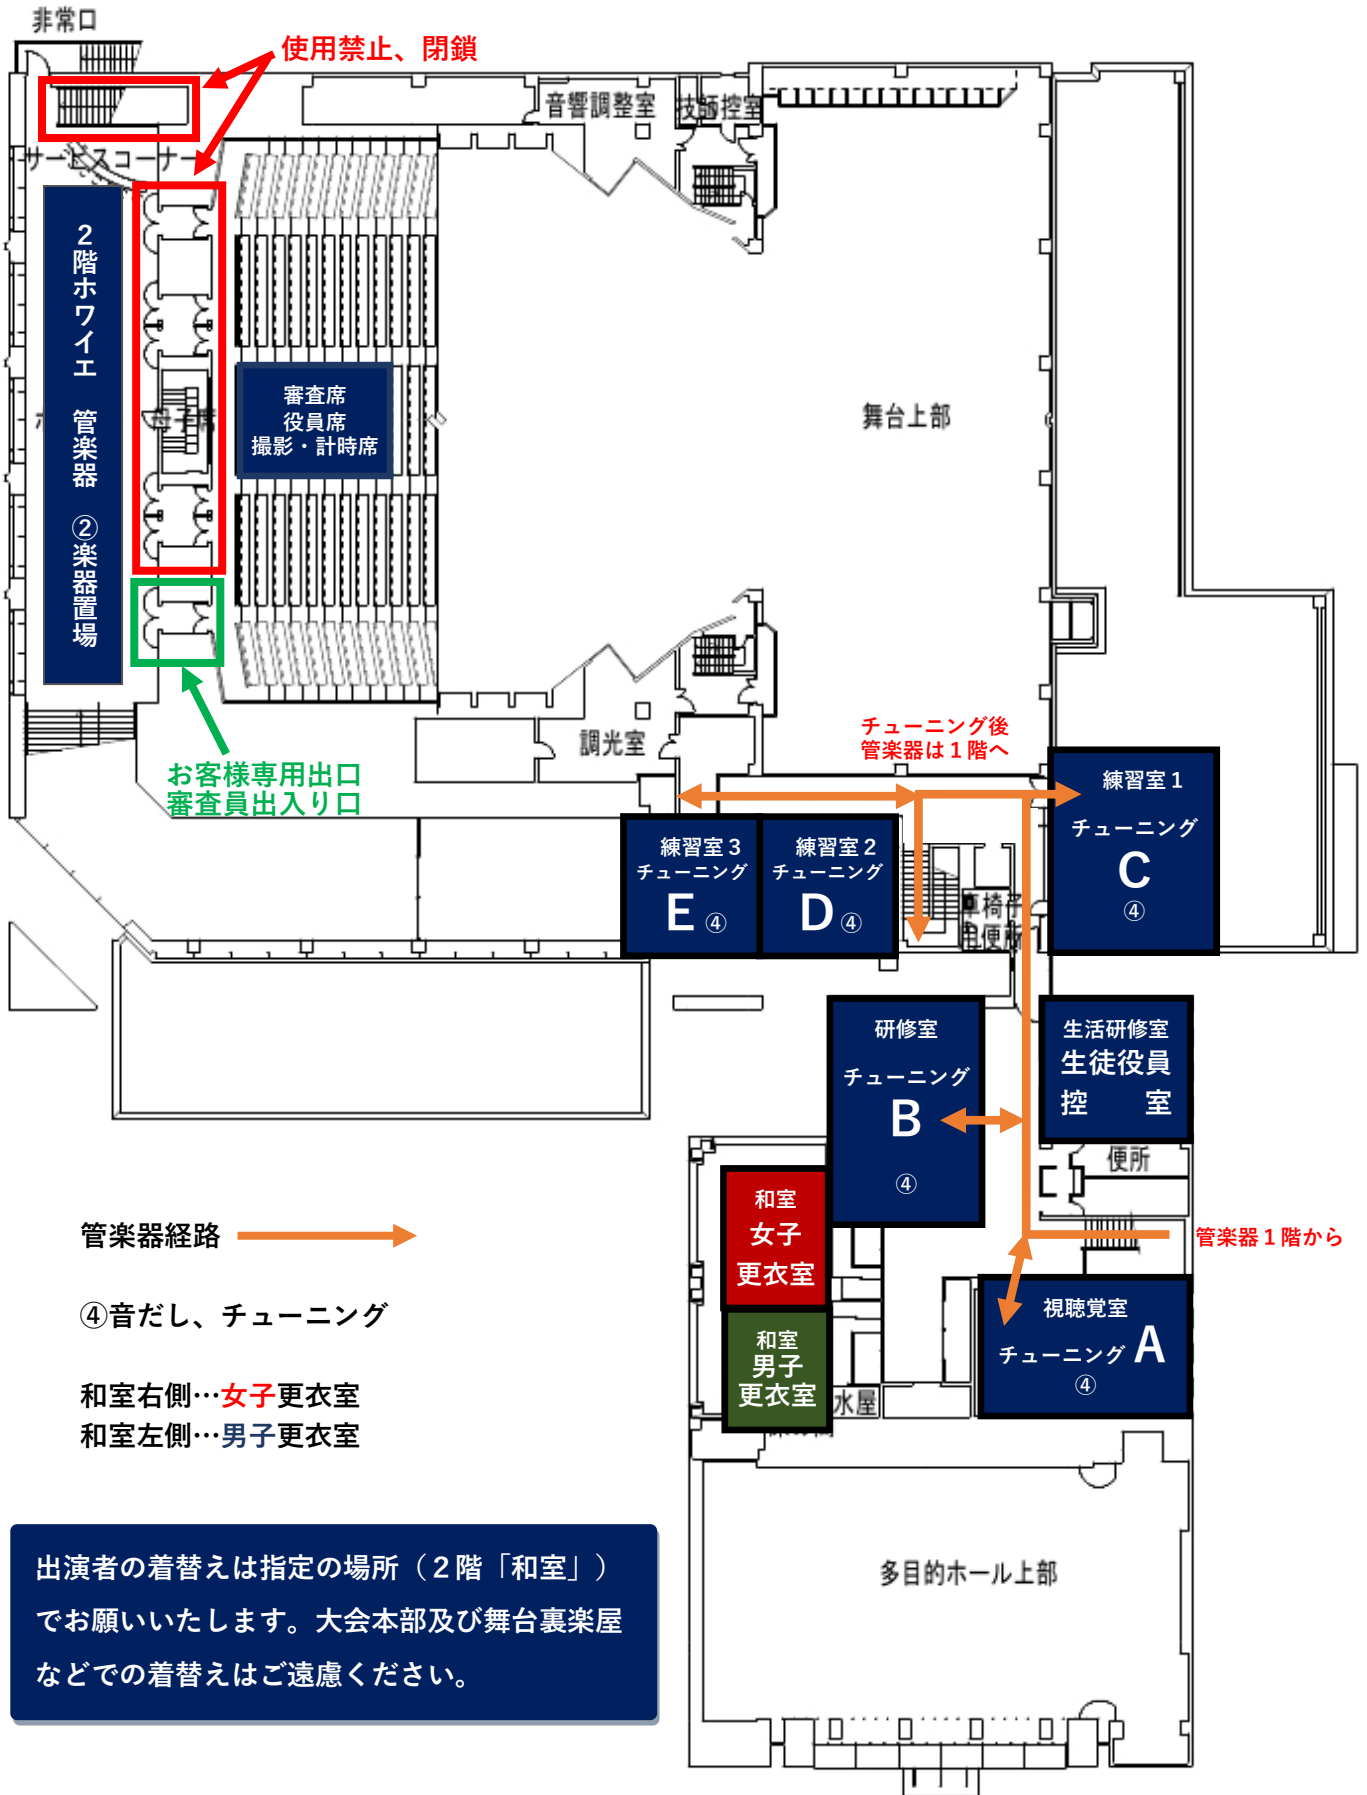 非常口
使用禁止、閉鎖
音響調整室
技師控室
サービスコーナー
２階ホワイエ　管楽器　②楽器置場
母子席
審査席
役員席
撮影・計時席
舞台上部
調光室
お客様専用出口
審査員出入り口
チューニング後
管楽器は１階へ
練習室１
チューニング
C
④
練習室３
チューニング
E ④
練習室２
チューニング
D ④
車椅子
用便所
研修室
チューニング
B
④
生活研修室
生徒役員
控　室
便所
管楽器１階から
和室
女子
更衣室
和室
男子
更衣室
水屋
視聴覚室
チューニング A
④
管楽器経路
④音だし、チューニング
和室右側…女子更衣室
和室左側…男子更衣室
出演者の着替えは指定の場所（２階「和室」）
でお願いいたします。大会本部及び舞台裏楽屋
などでの着替えはご遠慮ください。
多目的ホール上部